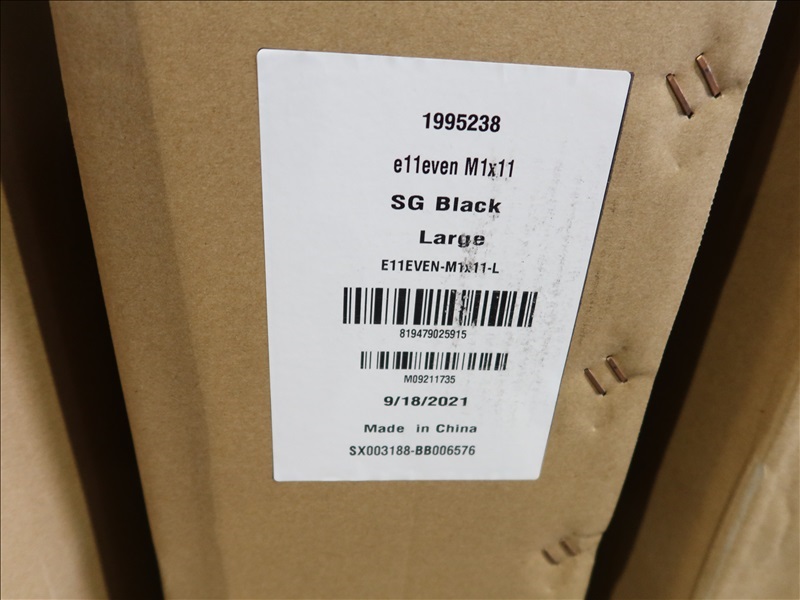 1995238
e11even M1x11
SG Black
Large
E11EVEN-M1x11-L
819479025915
M09211735
9/18/2021
Made in China
SX003188-BB006576